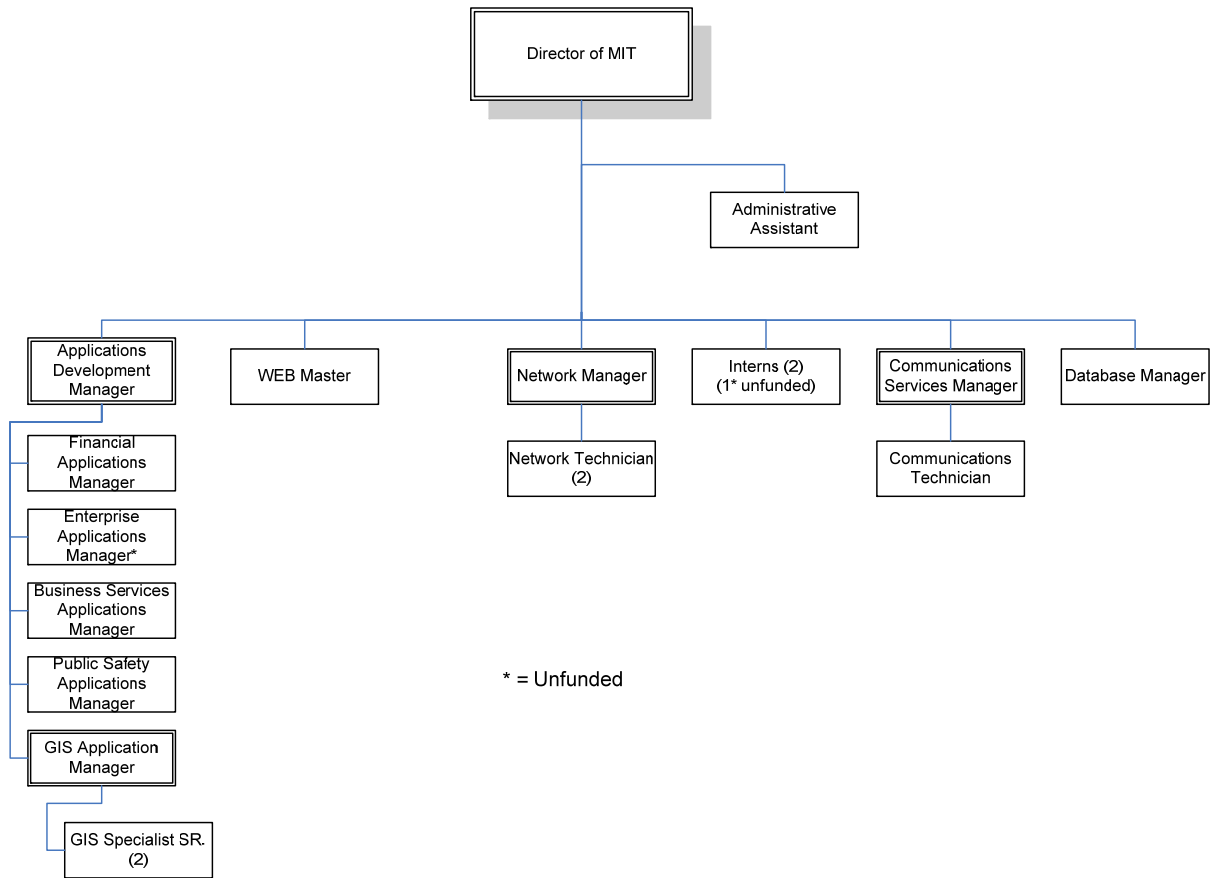 Director of MIT
Administrative
Assistant
Applications
Development
Manager
WEB Master
Network Manager
Interns (2)
(1* unfunded)
Communications
Services Manager
Database Manager
Financial
Applications
Manager
Network Technician
(2)
Communications
Technician
Enterprise
Applications
Manager*
Business Services
Applications
Manager
Public Safety
Applications
Manager
* = Unfunded
GIS Application
Manager
GIS Specialist SR.
(2)